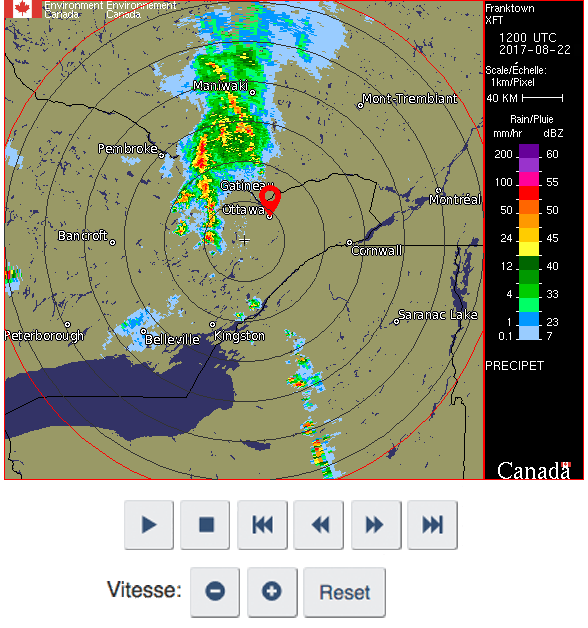 Environment Environnement
Canada Canada
Franktown
XFT
1200 UTC
2017-08-22
Scale/Échelle:
1km/Pixel
40 KM
Rain/Pluie
mm/hr dBZ
200 60
100 55
50 50
24 45
12 40
4 33
1 23
0.1 7
PRECIPET
Canada
Maniwaki
Mont-Tremblant
Pembroke
Gatineau
Montréal
Ottawa
Bancroft
Cornwall
Saranac Lake
Peterborough
Belleville
Kingston
Vitesse:
Reset